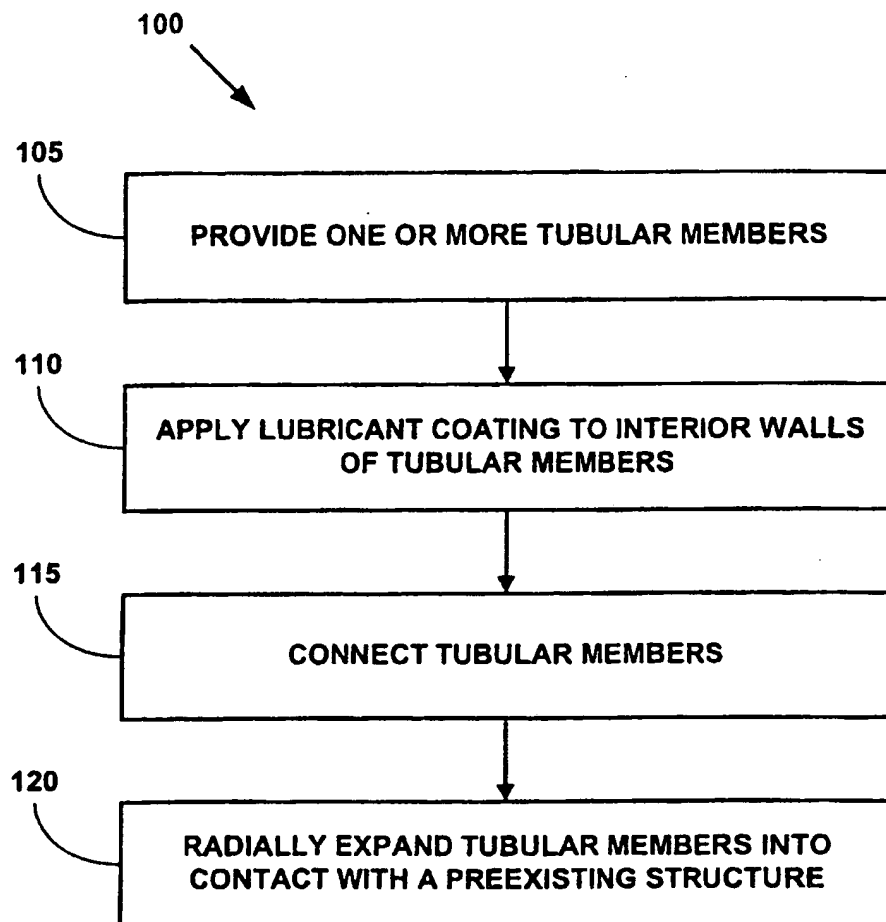 100
105
PROVIDE ONE OR MORE TUBULAR MEMBERS
110
APPLY LUBRICANT COATING TO INTERIOR WALLS
OF TUBULAR MEMBERS
115
CONNECT TUBULAR MEMBERS
120
RADIALLY EXPAND TUBULAR MEMBERS INTO
CONTACT WITH A PREEXISTING STRUCTURE